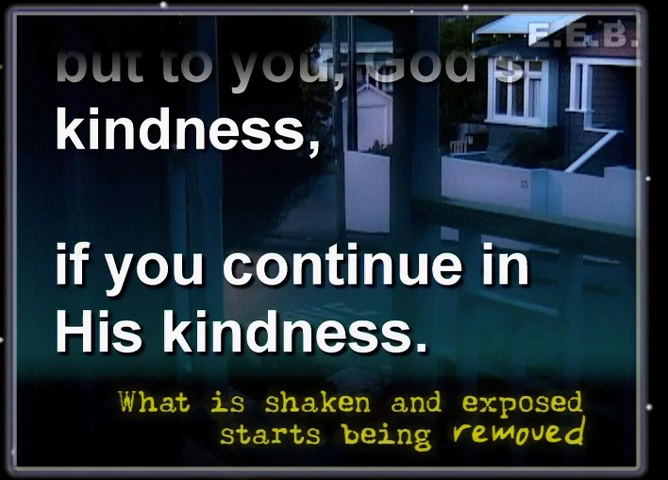 E.E.B.
but to you, God's
kindness,
if you continue in
His kindness.
What is shaken and exposed
starts being removed